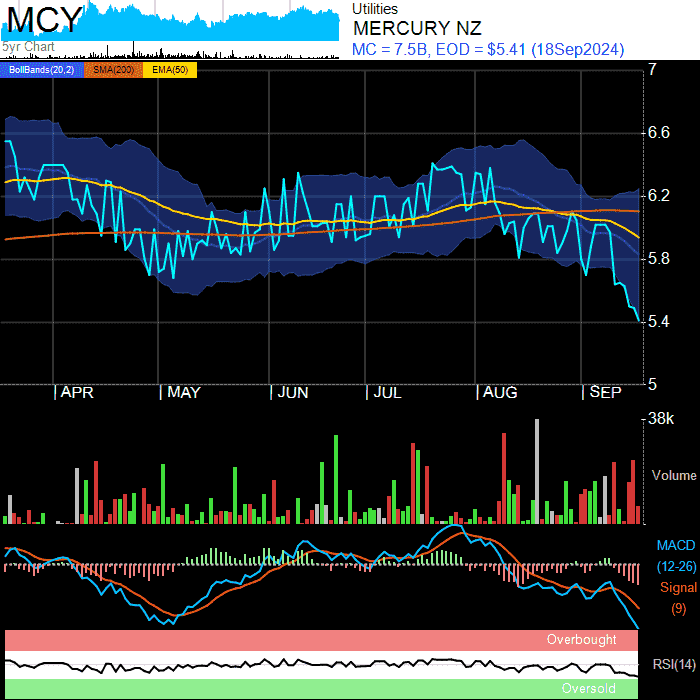 MCY
5yr Chart
Utilities
MERCURY NZ
MC = 7.5B, EOD = $5.41 (18Sep2024)
BollBands(20,2) SMA(200) EMA(50)
7
6.6
6.2
5.8
5.4
5
APR MAY JUN JUL AUG SEP
38k
Volume
MACD
(12-26)
Signal
(9)
Overbought
RSI(14)
Oversold